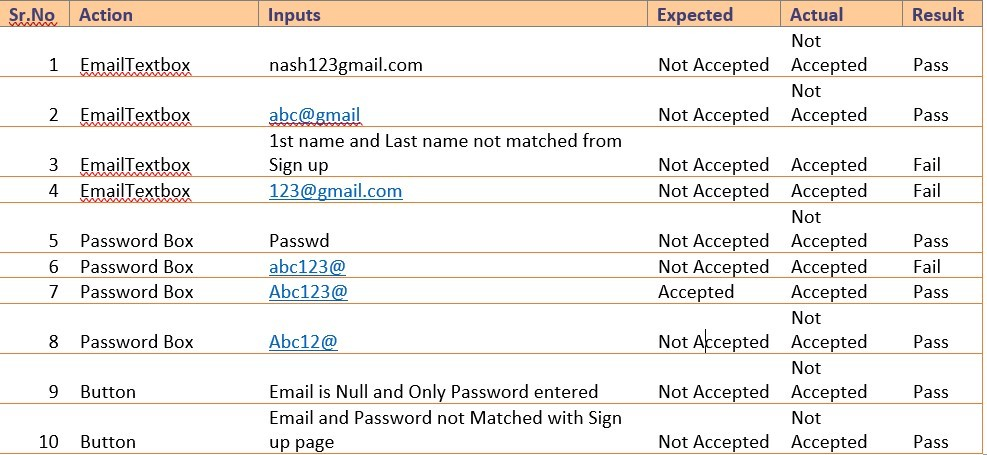 Sr.No Action Inputs Expected Actual Result
Not
1 EmailTextbox nash123gmail.com Not Accepted Accepted Pass
Not
2 EmailTextbox abc@gmail Not Accepted Accepted Pass
1st name and Last name not matched from
3 EmailTextbox Sign up Not Accepted Accepted Fail
4 EmailTextbox 123@gmail.com Not Accepted Accepted Fail
Not
5 Password Box Passwd Not Accepted Accepted Pass
6 Password Box abc123@ Not Accepted Accepted Fail
7 Password Box Abc123@ Accepted Accepted Pass
Not
8 Password Box Abc12@ Not Accepted Accepted Pass
Not
9 Button Email is Null and Only Password entered Not Accepted Accepted Pass
Email and Password not Matched with Sign Not
10 Button up page Not Accepted Accepted Pass